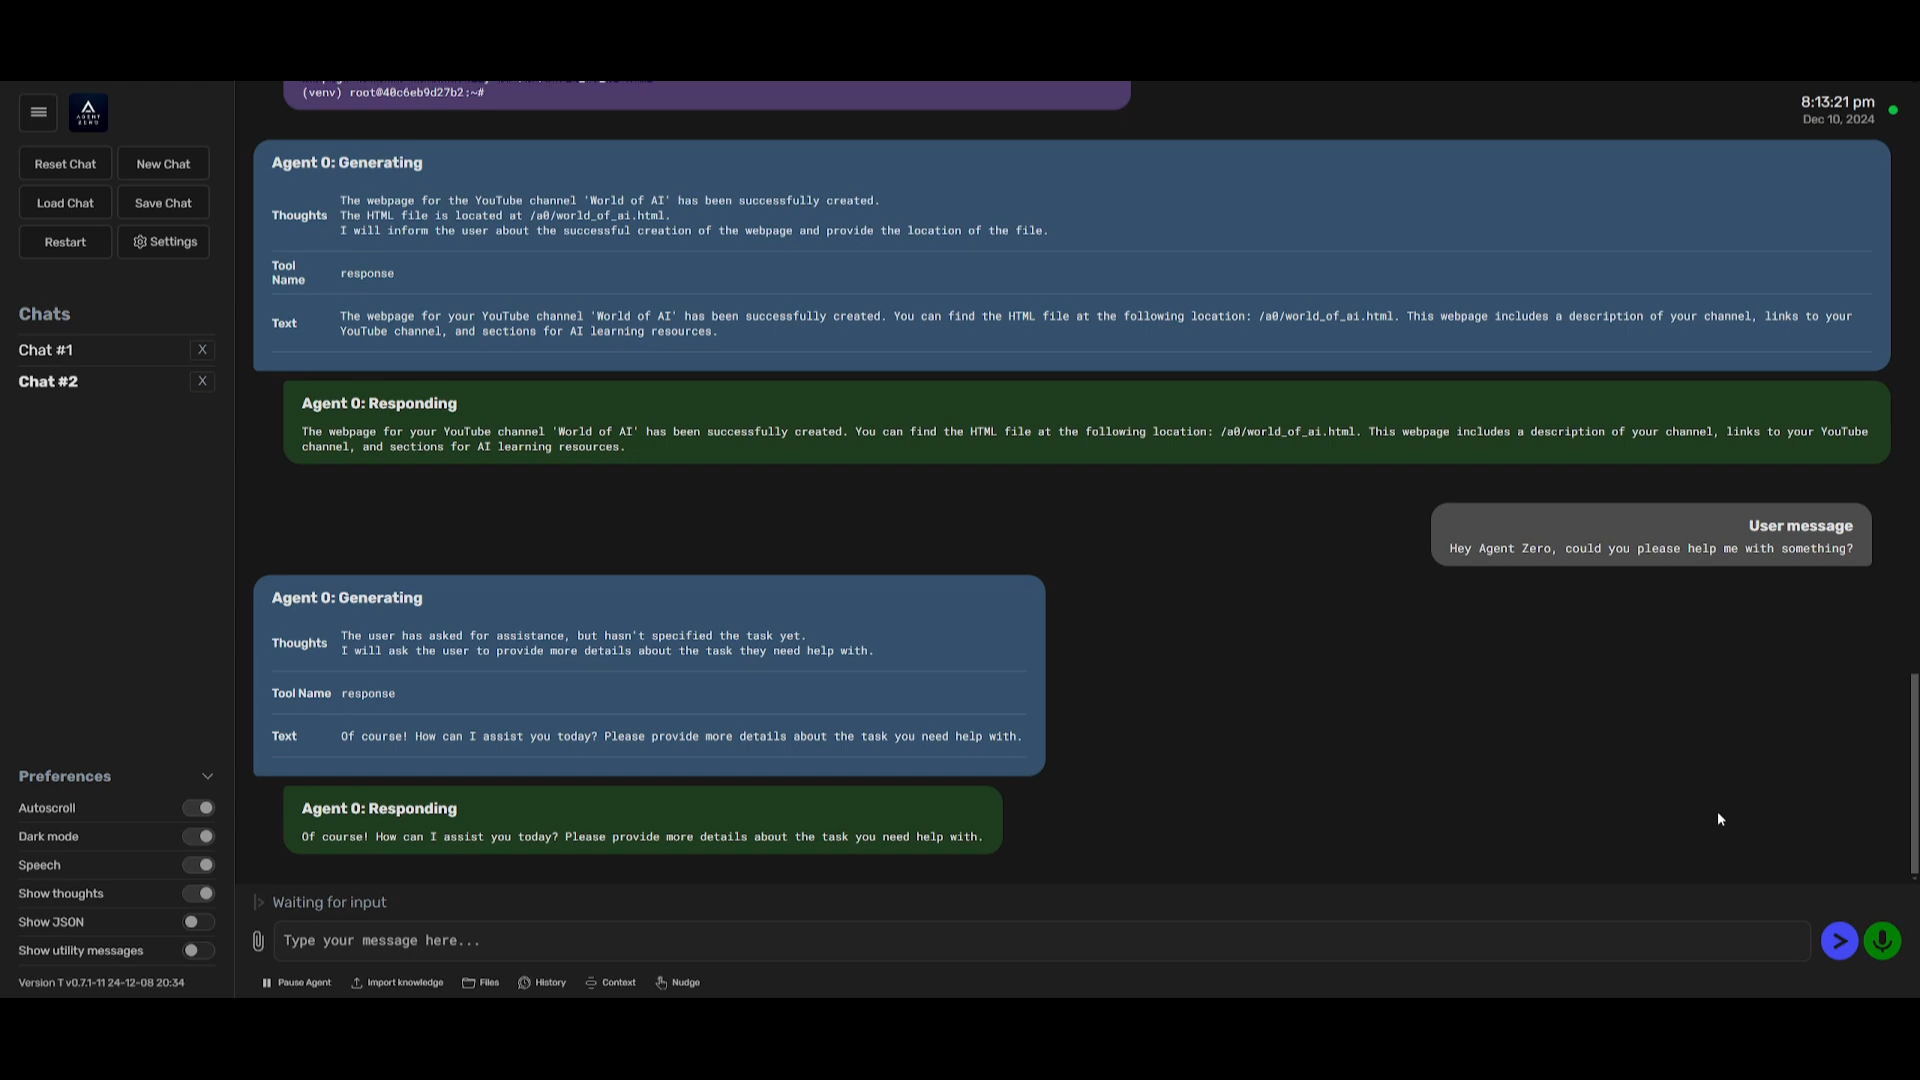 (venv) root@40c6eb9d27b2:~#
8:13:21 pm
Dec 10, 2024
AGENT
ZERO
Reset Chat
New Chat
Load Chat
Save Chat
Restart
Settings
Chats
Chat #1
X
Chat #2
X
Agent 0: Generating
Thoughts
The webpage for the YouTube channel 'World of AI' has been successfully created.
The HTML file is located at /a0/world_of_ai.html.
I will inform the user about the successful creation of the webpage and provide the location of the file.
Tool
Name
response
Text
The webpage for your YouTube channel 'World of AI' has been successfully created. You can find the HTML file at the following location: /a0/world_of_ai.html. This webpage includes a description of your channel, links to your
YouTube channel, and sections for AI learning resources.
Agent 0: Responding
The webpage for your YouTube channel 'World of AI' has been successfully created. You can find the HTML file at the following location: /a0/world_of_ai.html. This webpage includes a description of your channel, links to your YouTube
channel, and sections for AI learning resources.
User message
Hey Agent Zero, could you please help me with something?
Agent 0: Generating
Thoughts
The user has asked for assistance, but hasn't specified the task yet.
I will ask the user to provide more details about the task they need help with.
Tool Name response
Text
Of course! How can I assist you today? Please provide more details about the task you need help with.
Agent 0: Responding
Of course! How can I assist you today? Please provide more details about the task you need help with.
Preferences
Autoscroll
Dark mode
Speech
Show thoughts
Show JSON
Show utility messages
Version T v0.7.1-11 24-12-08 20:34
|> Waiting for input
Type your message here...
Pause Agent
Import knowledge
Files
History
Context
Nudge